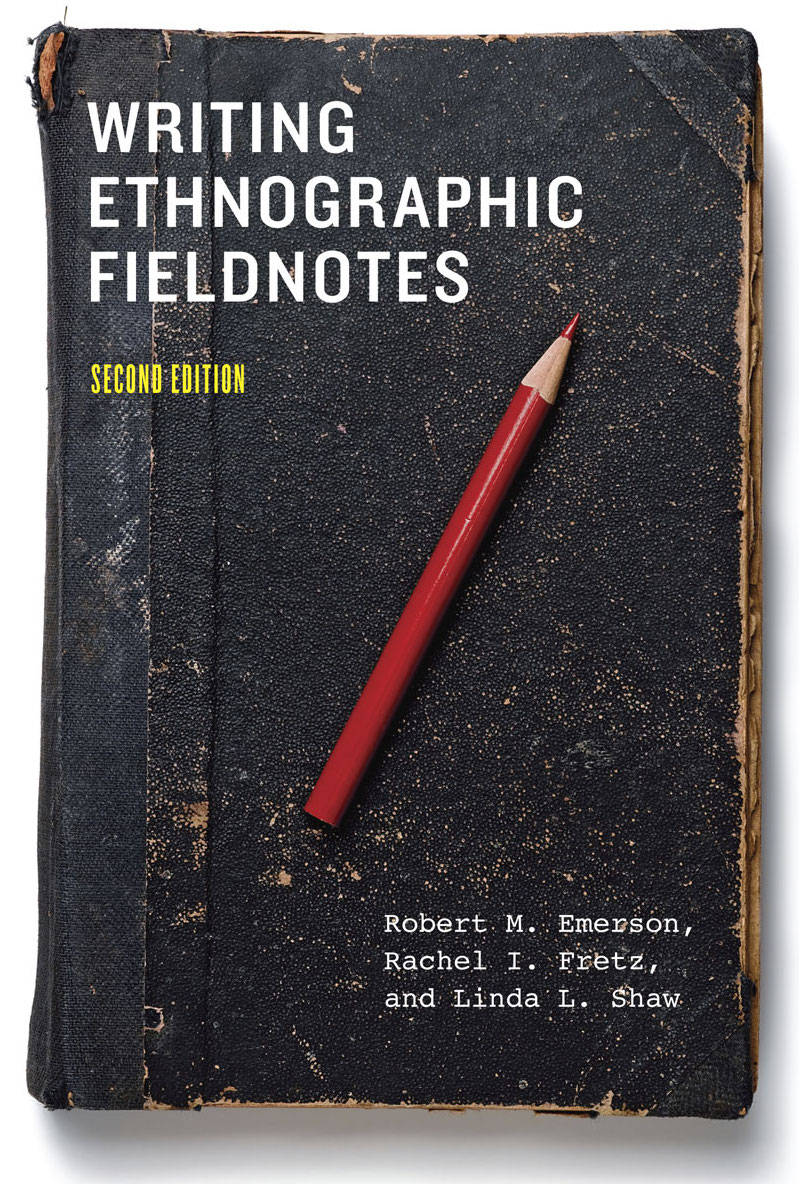 WRITING
ETHNOGRAPHIC
FIELDNOTES
SECOND EDITION
Robert M. Emerson,
Rachel I. Fretz,
and Linda L. Shaw